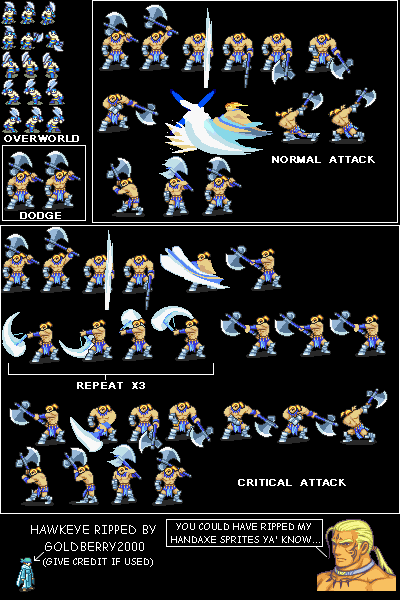 OVERWORLD
DODGE
NORMAL ATTACK
REPEAT X3
CRITICAL ATTACK
HAWKEYE RIPPED BY
GOLDBERRY2000
(GIVE CREDIT IF USED)
YOU COULD HAVE RIPPED MY
HANDAXE SPRITES YA' KNOW...